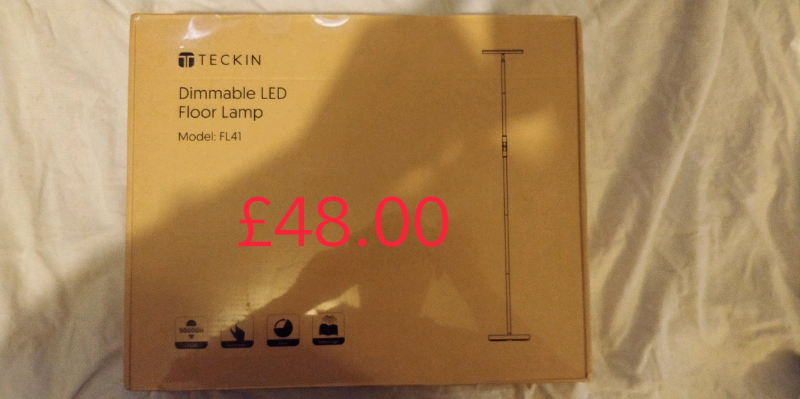 TECKIN
Dimmable LED
Floor Lamp
Model: FL41
£48.00